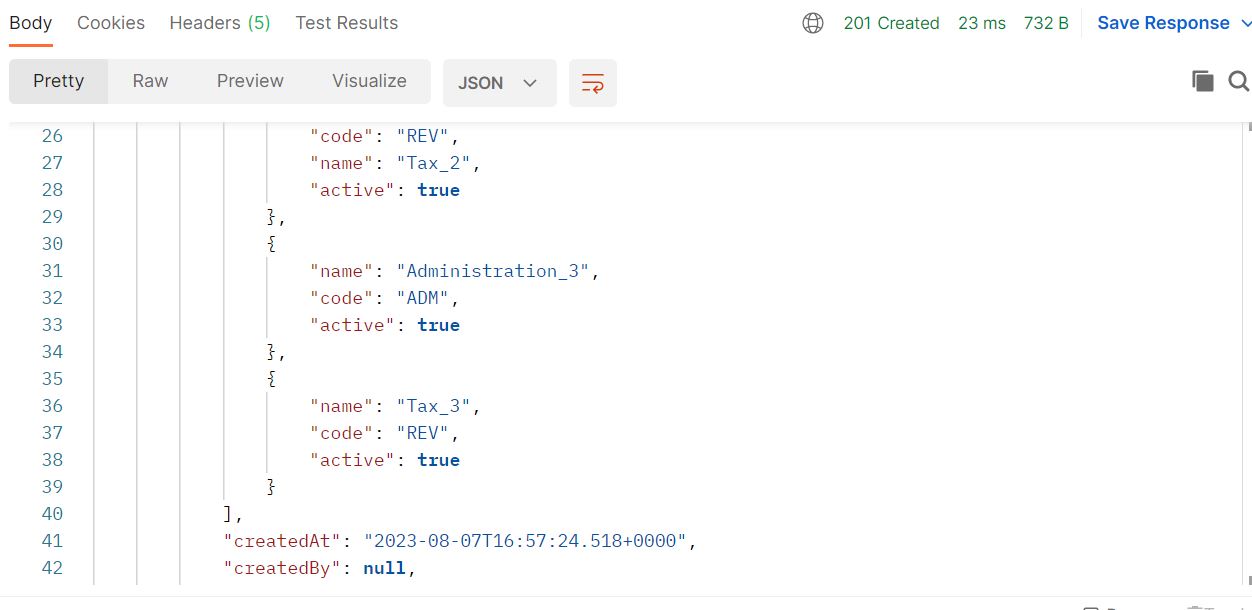 Body Cookies Headers (5) Test Results 201 Created 23 ms 732 B Save Response
Pretty Raw Preview Visualize JSON
26 "code": "REV",
27 "name": "Tax_2",
28 "active": true
29 },
30 {
31 "name": "Administration_3",
32 "code": "ADM",
33 "active": true
34 },
35 {
36 "name": "Tax_3",
37 "code": "REV",
38 "active": true
39 }
40 ],
41 "createdAt": "2023-08-07T16:57:24.518+0000",
42 "createdBy": null,